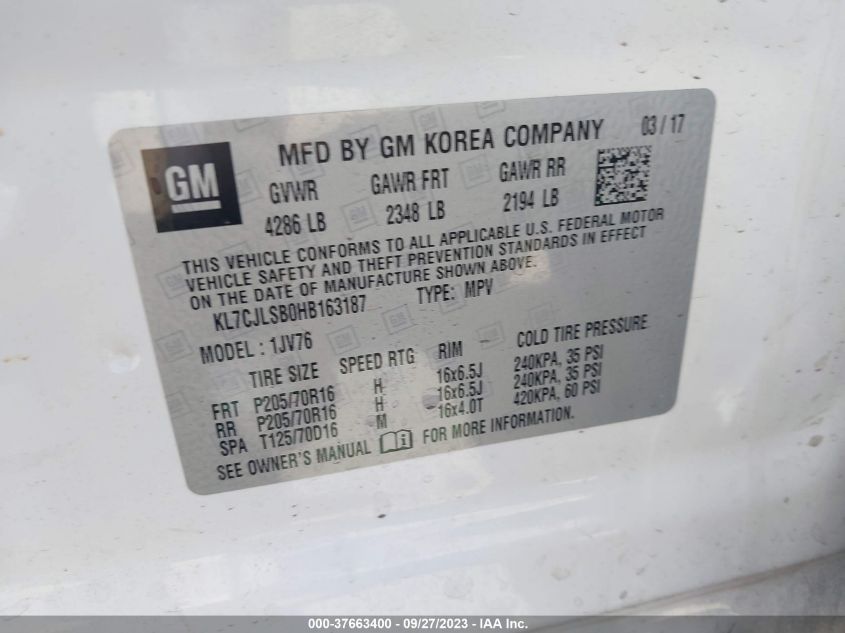 GM
MFD BY GM KOREA COMPANY 03/17
GVWR GAWR FRT GAWR RR
4286 LB 2348 LB 2194 LB
THIS VEHICLE CONFORMS TO ALL APPLICABLE U.S. FEDERAL MOTOR
VEHICLE SAFETY AND THEFT PREVENTION STANDARDS IN EFFECT
ON THE DATE OF MANUFACTURE SHOWN ABOVE.
KL7CJLSB0HB163187 TYPE: MPV
MODEL : 1JV76
TIRE SIZE SPEED RTG RIM COLD TIRE PRESSURE
FRT P205/70R16 H 16x6.5J 240KPA, 35 PSI
RR P205/70R16 H 16x6.5J 240KPA, 35 PSI
SPA T125/70D16 M 16x4.0T 420KPA, 60 PSI
SEE OWNER'S MANUAL i FOR MORE INFORMATION.
000-37663400 - 09/27/2023 - IAA Inc.